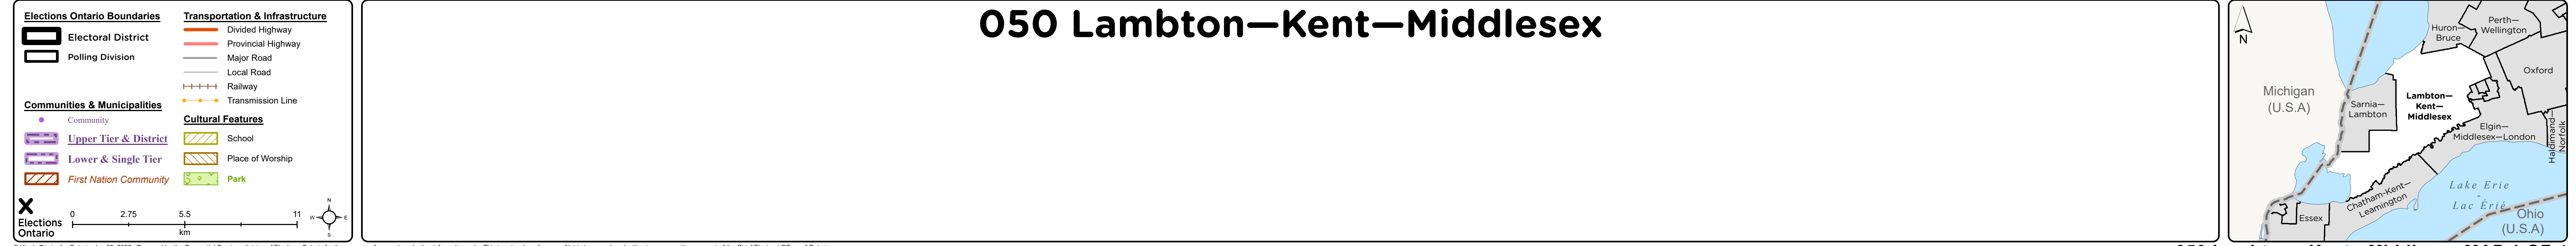 Elections Ontario Boundaries
Electoral District
Polling Division
Communities & Municipalities
Community
Upper Tier & District
Lower & Single Tier
First Nation Community
Transportation & Infrastructure
Divided Highway
Provincial Highway
Major Road
Local Road
Railway
Transmission Line
Cultural Features
School
Place of Worship
Park
Elections
Ontario
0 2.75 5.5 11
km
N
W E
S
050 Lambton—Kent—Middlesex
N
Michigan
(U.S.A)
Huron—
Bruce
Perth—
Wellington
Oxford
Sarnia—
Lambton
Lambton—
Kent—
Middlesex
Elgin—
Middlesex—London
Haldimand—
Norfolk
Chatham-Kent—
Leamington
Essex
Lake Erie
-
Lac Érié
Ohio
(U.S.A)